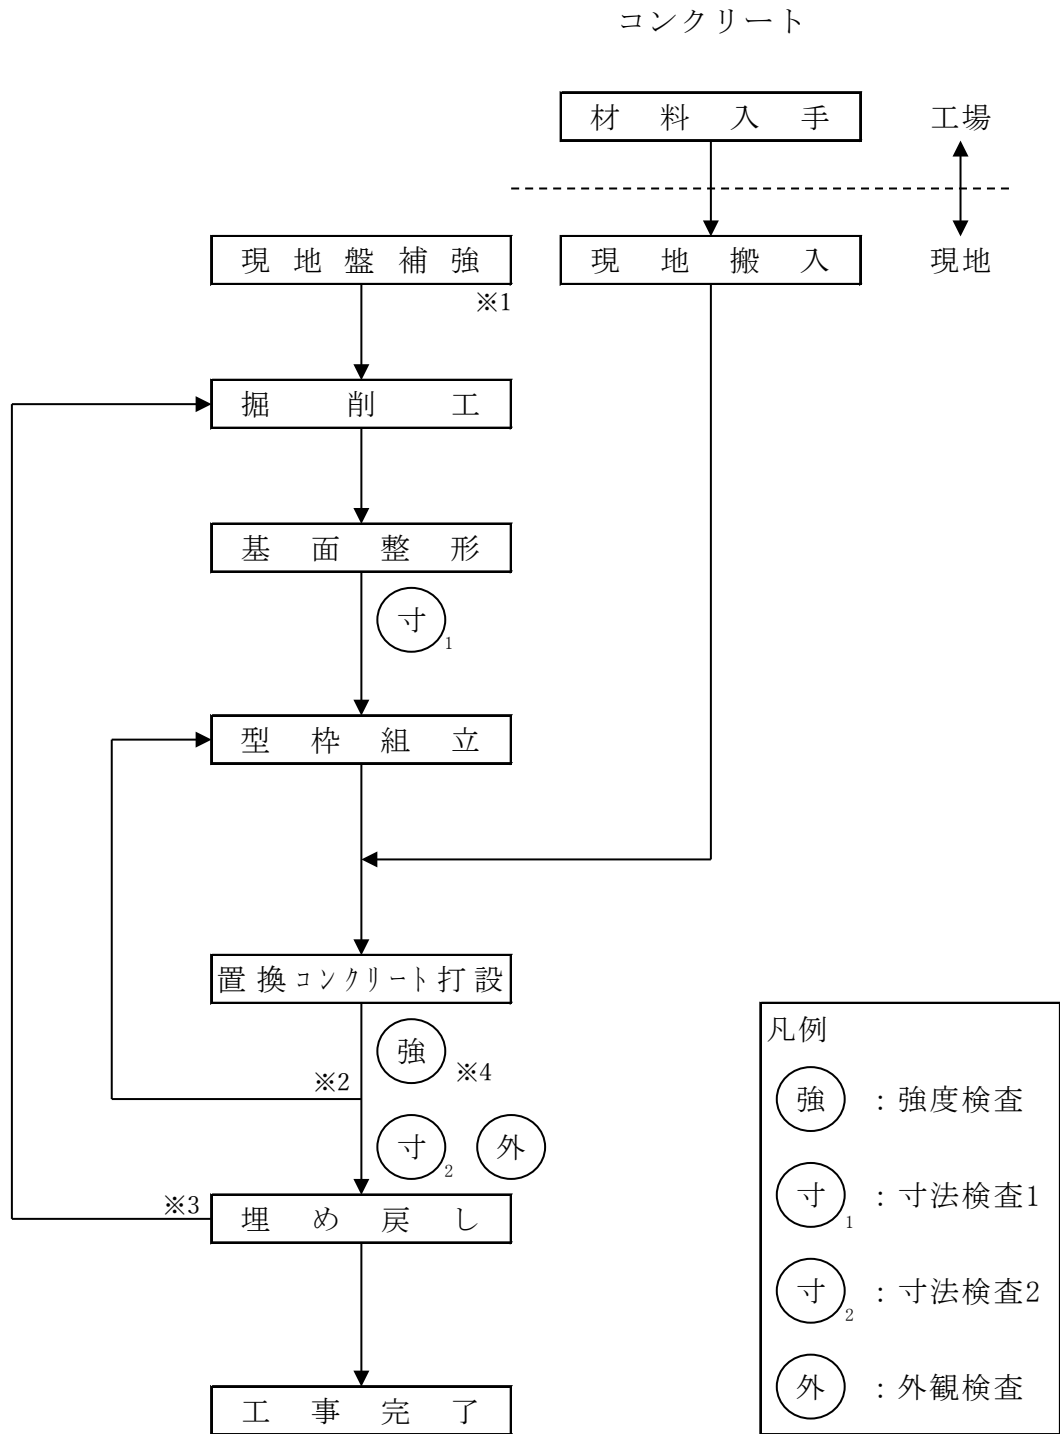 コンクリート
材料入手
工場
現地盤補強
現地搬入
現地
※1
掘削工
基面整形
寸1
型枠組立
置換コンクリート打設
強
※4
※2
寸2
外
※3
埋め戻し
工事完了
凡例
強：強度検査
寸1：寸法検査1
寸2：寸法検査2
外：外観検査